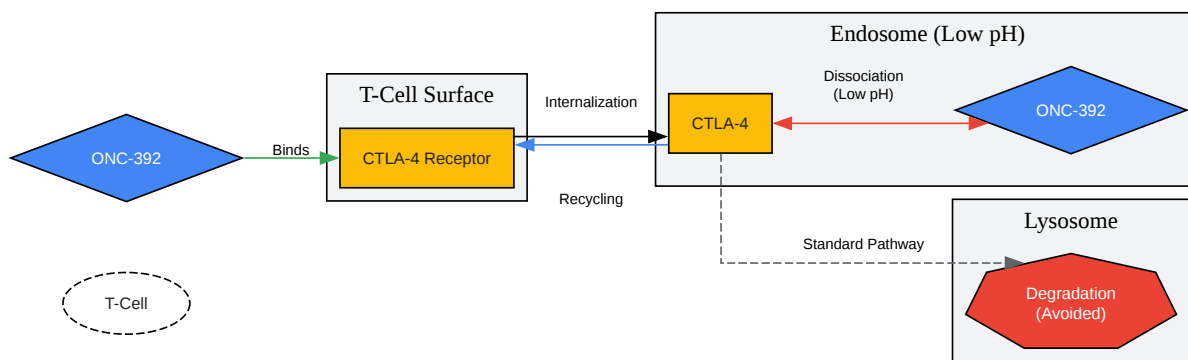 Endosome (Low pH)
T-Cell Surface
Dissociation
(Low pH)
Internalization
ONC-392
CTLA-4
ONC-392
Binds
CTLA-4 Receptor
Recycling
Lysosome
Standard Pathway
T-Cell
Degradation
(Avoided)